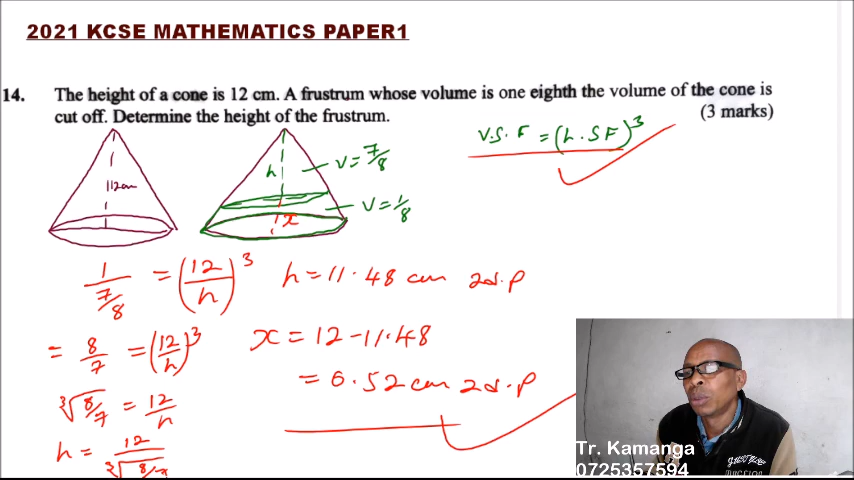 2021 KCSE MATHEMATICS PAPER1
14. The height of a cone is 12 cm. A frustrum whose volume is one eighth the volume of the cone is
cut off. Determine the height of the frustrum. (3 marks)
V.S.F = (L.SF)³
12cm
h
V = 7/8
V = 1/8
x
1/(7/8) = (12/h)³
= 8/7 = (12/h)³
∛(8/7) = 12/h
h = 12/∛(8/7)
h = 11.48 cm 2d.p
x = 12 - 11.48
= 0.52 cm 2d.p
Tr. Kamanga
0725357594